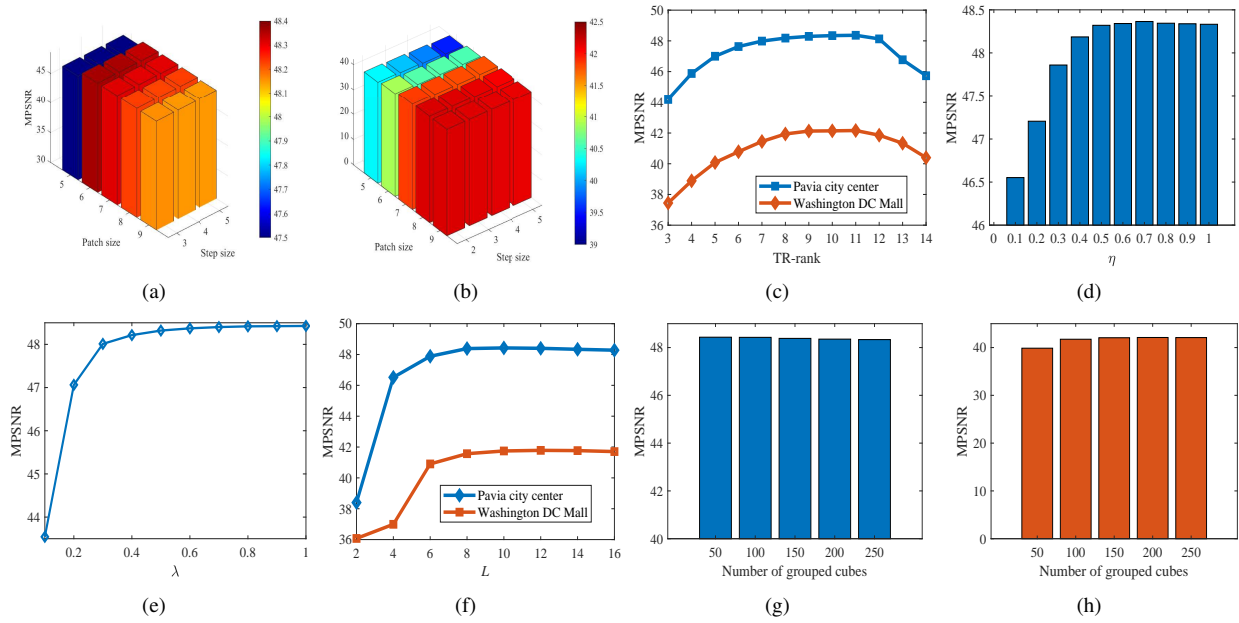 MPSNR
45
40
35
30
5
6
7
8
9
Patch size
3
4
5
Step size
48.4
48.3
48.2
48.1
48
47.9
47.8
47.7
47.6
47.5
(a)
40
30
20
10
0
5
6
7
8
9
Patch size
2
3
4
5
Step size
42.5
42
41.5
41
40.5
40
39.5
39
(b)
MPSNR
50
48
46
44
42
40
38
36
3 4 5 6 7 8 9 10 11 12 13 14
TR-rank
Pavia city center
Washington DC Mall
(c)
MPSNR
48.5
48
47.5
47
46.5
46
0 0.1 0.2 0.3 0.4 0.5 0.6 0.7 0.8 0.9 1
η
(d)
MPSNR
48
47
46
45
44
0.2 0.4 0.6 0.8 1
λ
(e)
MPSNR
50
48
46
44
42
40
38
36
2 4 6 8 10 12 14 16
L
Pavia city center
Washington DC Mall
(f)
MPSNR
48
46
44
42
40
50 100 150 200 250
Number of grouped cubes
(g)
MPSNR
40
30
20
10
0
50 100 150 200 250
Number of grouped cubes
(h)